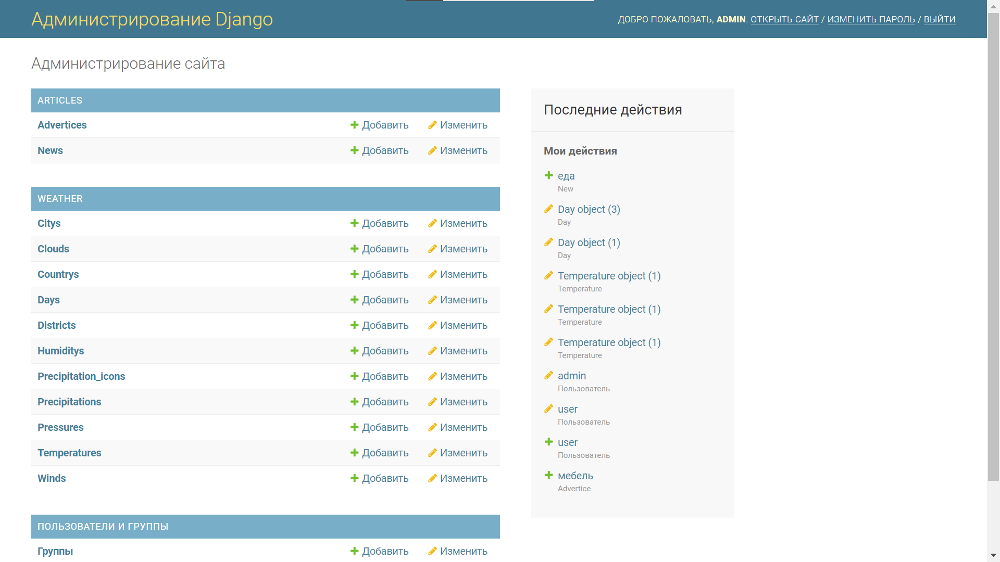 Администрирование Django
ДОБРО ПОЖАЛОВАТЬ, ADMIN. ОТКРЫТЬ САЙТ / ИЗМЕНИТЬ ПАРОЛЬ / ВЫЙТИ
Администрирование сайта
ARTICLES
Advertices Добавить Изменить
News Добавить Изменить
WEATHER
Citys Добавить Изменить
Clouds Добавить Изменить
Countrys Добавить Изменить
Days Добавить Изменить
Districts Добавить Изменить
Humiditys Добавить Изменить
Precipitation_icons Добавить Изменить
Precipitations Добавить Изменить
Pressures Добавить Изменить
Temperatures Добавить Изменить
Winds Добавить Изменить
ПОЛЬЗОВАТЕЛИ И ГРУППЫ
Группы Добавить Изменить
Последние действия
Мои действия
еда
New
Day object (3)
Day
Day object (1)
Day
Temperature object (1)
Temperature
Temperature object (1)
Temperature
Temperature object (1)
Temperature
admin
Пользователь
user
Пользователь
user
Пользователь
мебель
Advertice